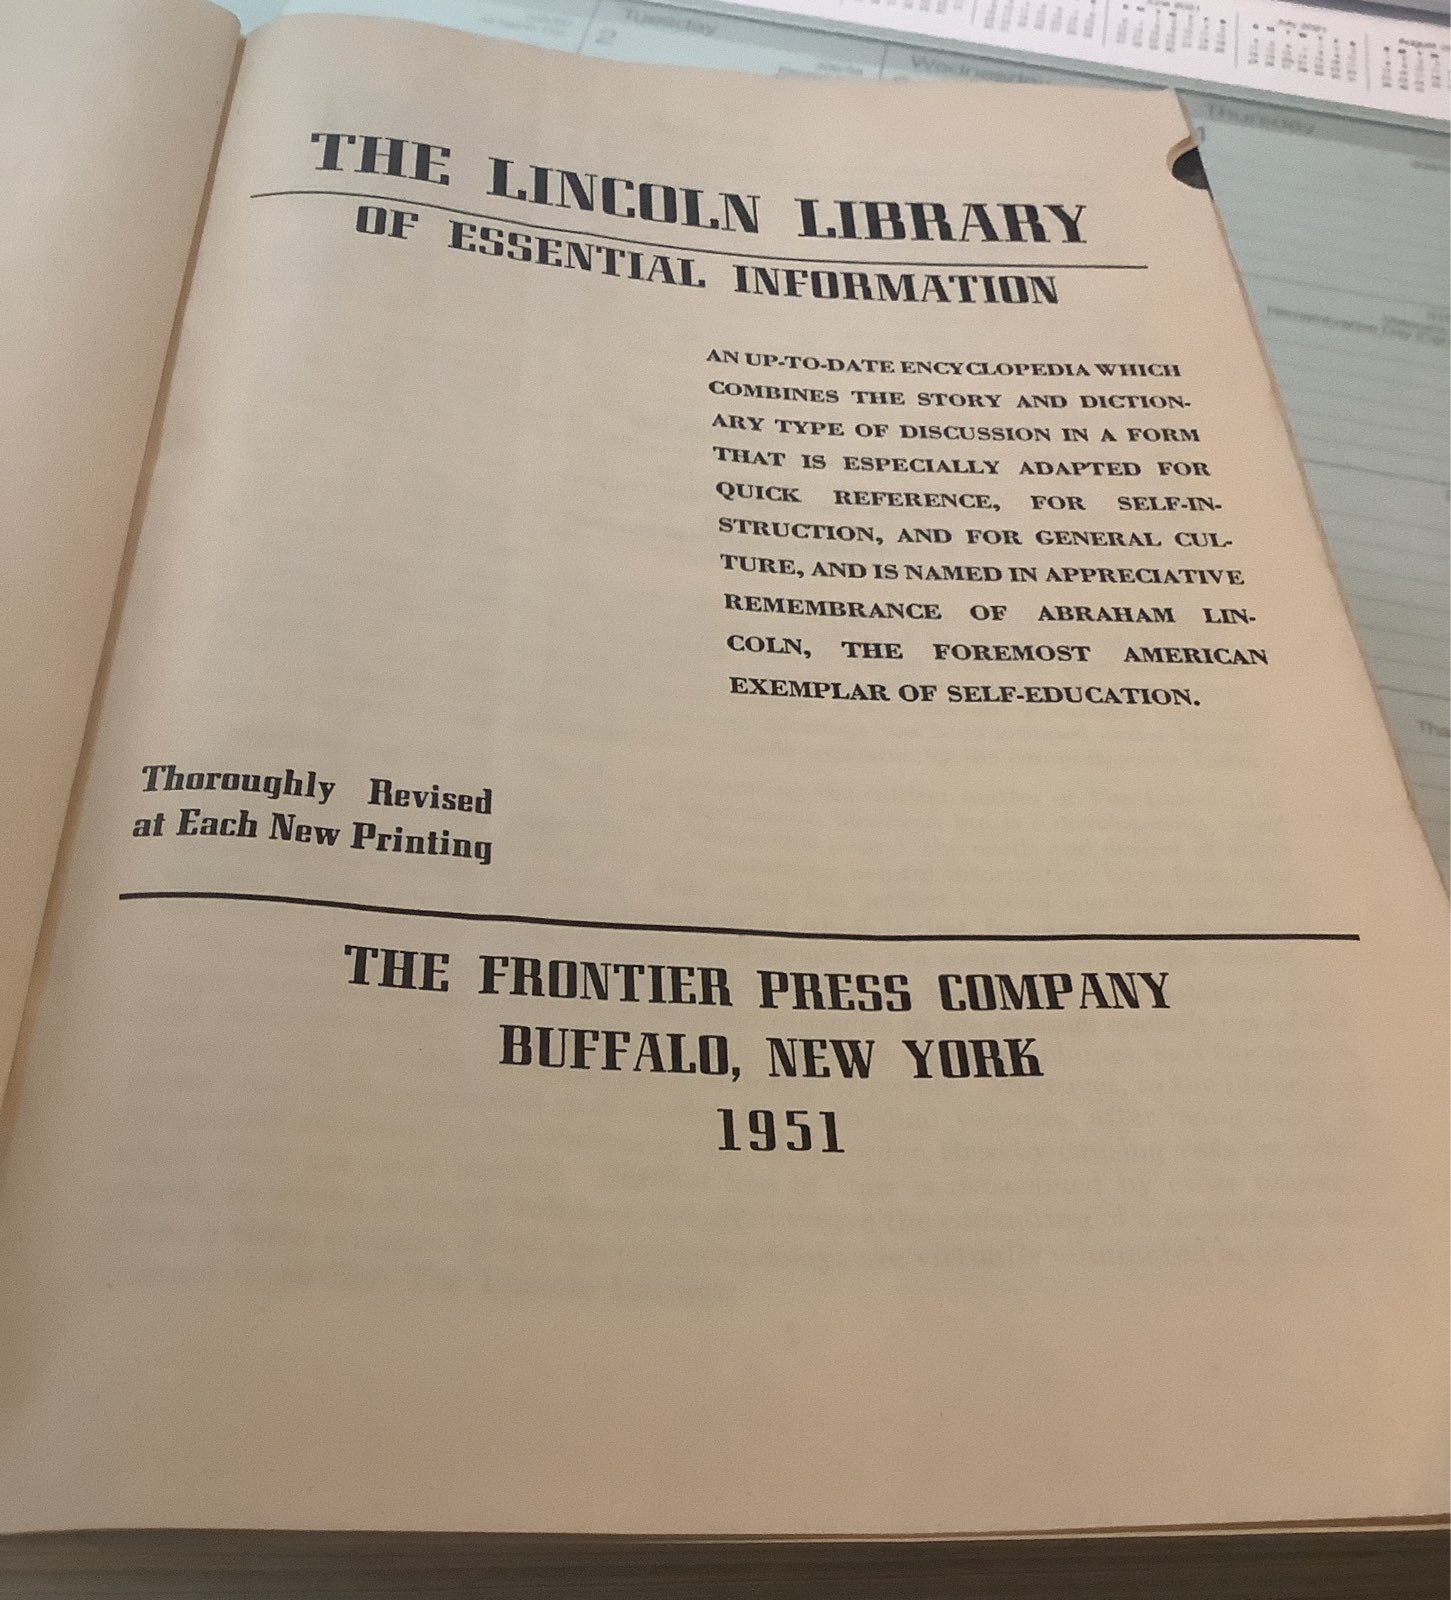 Tuesday
2
Wednesday
Thursday
THE LINCOLN LIBRARY
OF ESSENTIAL INFORMATION
AN UP-TO-DATE ENCYCLOPEDIA WHICH
COMBINES THE STORY AND DICTION-
ARY TYPE OF DISCUSSION IN A FORM
THAT IS ESPECIALLY ADAPTED FOR
QUICK REFERENCE, FOR SELF-IN-
STRUCTION, AND FOR GENERAL CUL-
TURE, AND IS NAMED IN APPRECIATIVE
REMEMBRANCE OF ABRAHAM LIN-
COLN, THE FOREMOST AMERICAN
EXEMPLAR OF SELF-EDUCATION.
Thoroughly Revised
at Each New Printing
THE FRONTIER PRESS COMPANY
BUFFALO, NEW YORK
1951